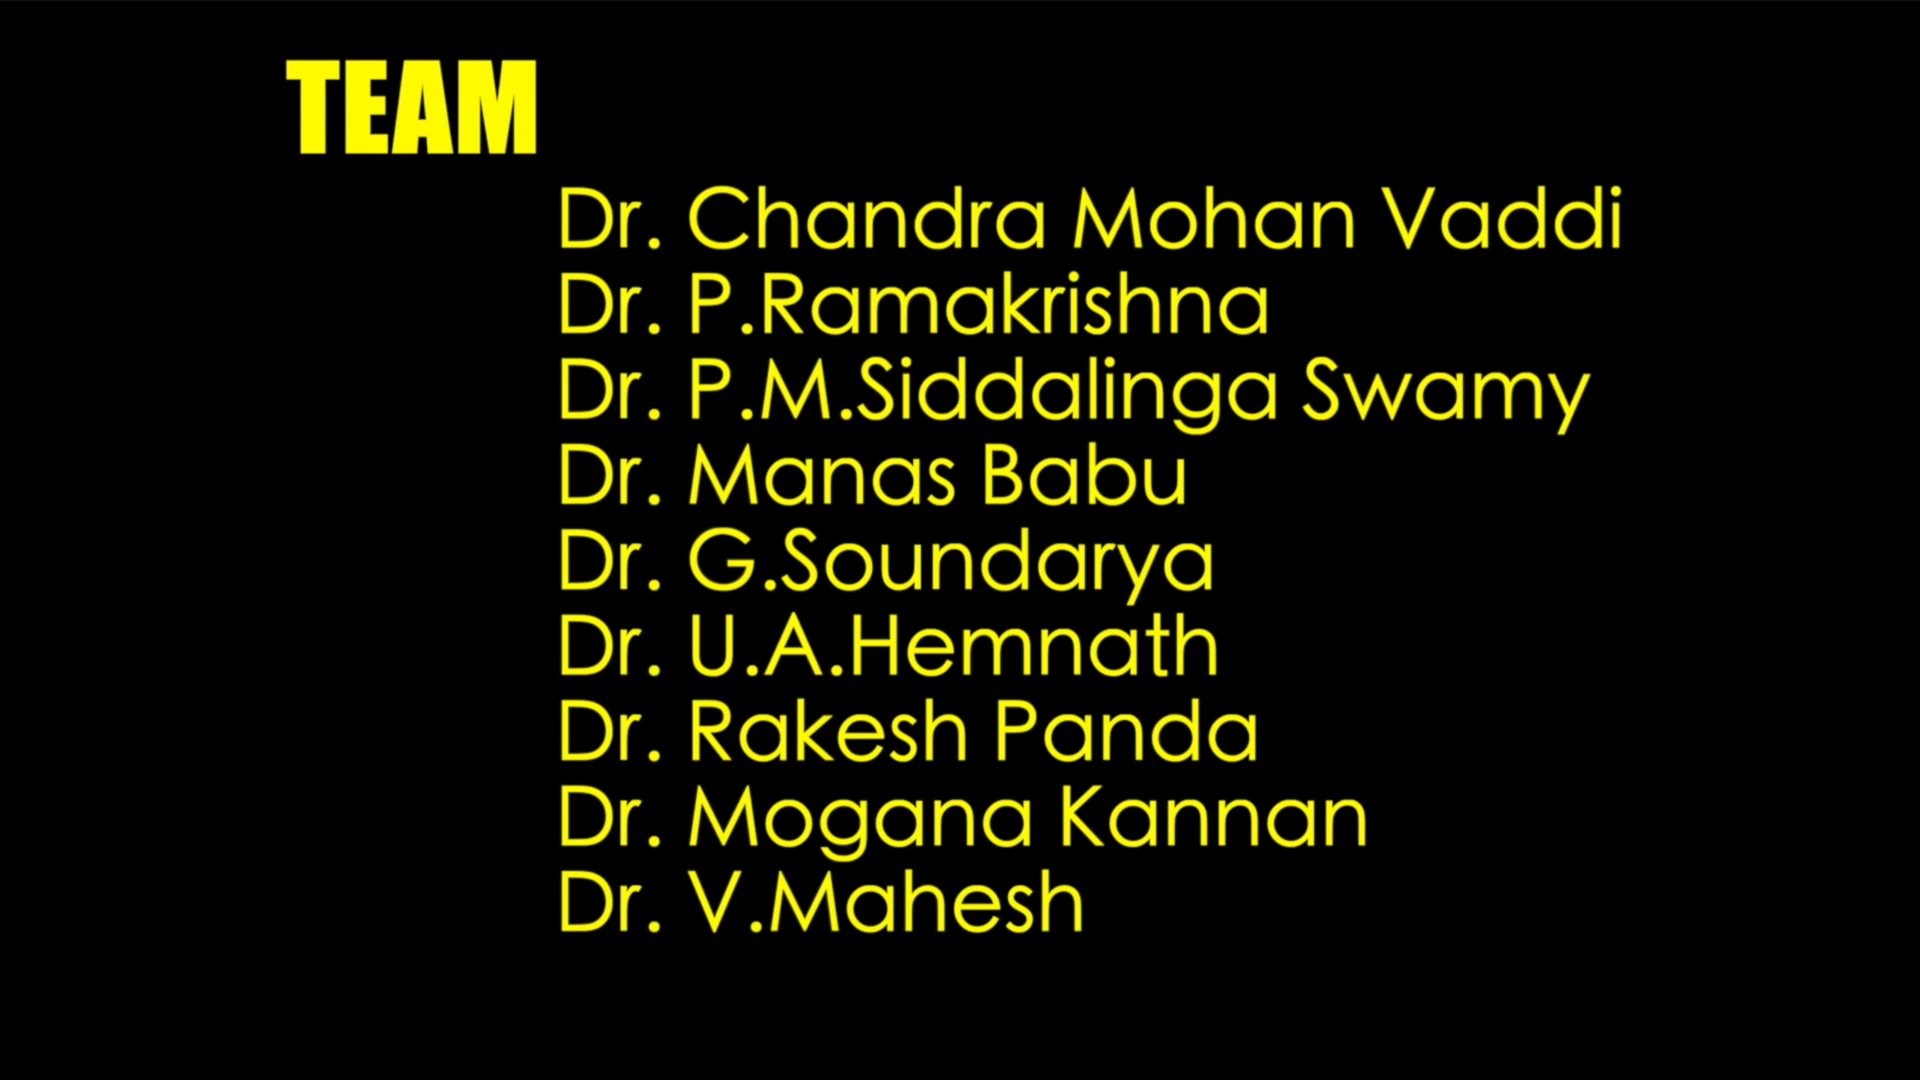 TEAM
Dr. Chandra Mohan Vaddi
Dr. P.Ramakrishna
Dr. P.M.Siddalinga Swamy
Dr. Manas Babu
Dr. G.Soundarya
Dr. U.A.Hemnath
Dr. Rakesh Panda
Dr. Mogana Kannan
Dr. V.Mahesh